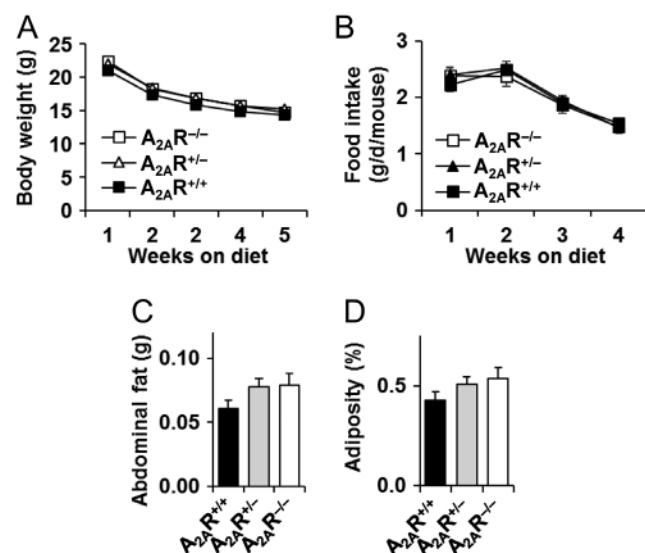 A
Body weight (g)
25
20
15
10
5
0
A2AR−/−
A2AR+/−
A2AR+/+
1 2 2 4 5
Weeks on diet
B
Food intake
(g/d/mouse)
3
2
1
0
A2AR−/−
A2AR+/−
A2AR+/+
1 2 3 4
Weeks on diet
C
Abdominal fat (g)
0.10
0.05
0.00
A2AR+/+
A2AR+/−
A2AR−/−
D
Adiposity (%)
0.5
0.0
A2AR+/+
A2AR+/−
A2AR−/−